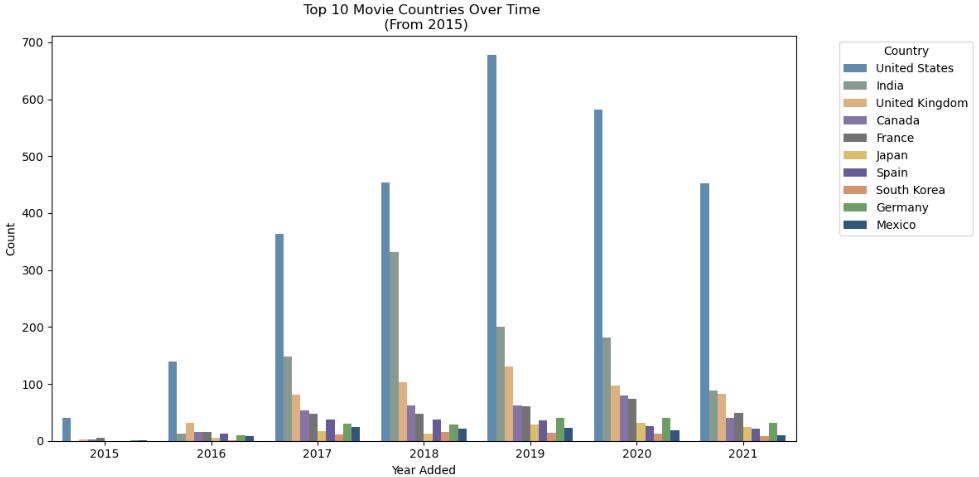 Top 10 Movie Countries Over Time
(From 2015)
700
600
500
400
300
200
100
0
Count
2015 2016 2017 2018 2019 2020 2021
Year Added
Country
United States
India
United Kingdom
Canada
France
Japan
Spain
South Korea
Germany
Mexico